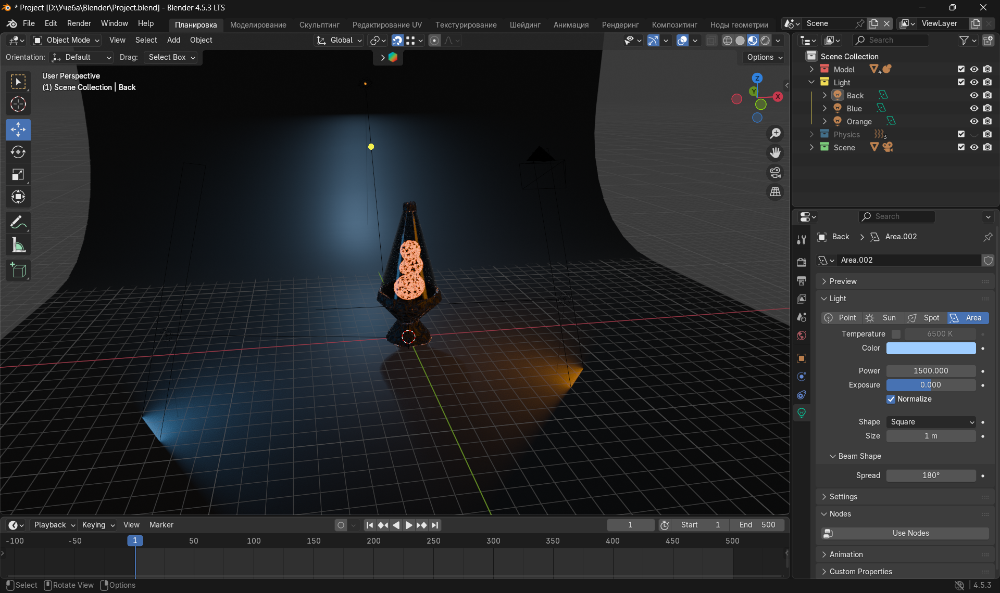 * Project [D:\Учеба\Blender\Project.blend] - Blender 4.5.3 LTS
File Edit Render Window Help Планировка Моделирование Скульптинг Редактирование UV Текстурирование Шейдинг Анимация Рендеринг Композитинг Ноды геометрии Scene ViewLayer
Object Mode View Select Add Object Global Search
Orientation: Default Drag: Select Box Options
User Perspective
(1) Scene Collection | Back
Z
Y
X
Scene Collection
Model 4
Light
Back
Blue
Orange
Physics 3
Scene
Search
Back Area.002
Area.002
Preview
Light
Point Sun Spot Area
Temperature 6500 K
Color
Power 1500.000
Exposure 0.000
Normalize
Shape Square
Size 1 m
Beam Shape
Spread 180°
Settings
Nodes
Use Nodes
Animation
Custom Properties
Playback Keying View Marker 1 Start 1 End 500
-100 -50 1 50 100 150 200 250 300 350 400 450 500
Select Rotate View Options 4.5.3